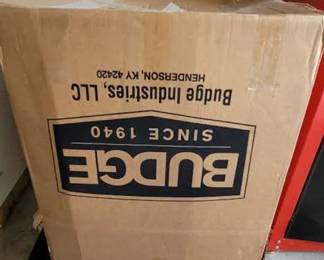 BUDGE
SINCE 1940
Budge Industries, LLC
HENDERSON, KY 42420